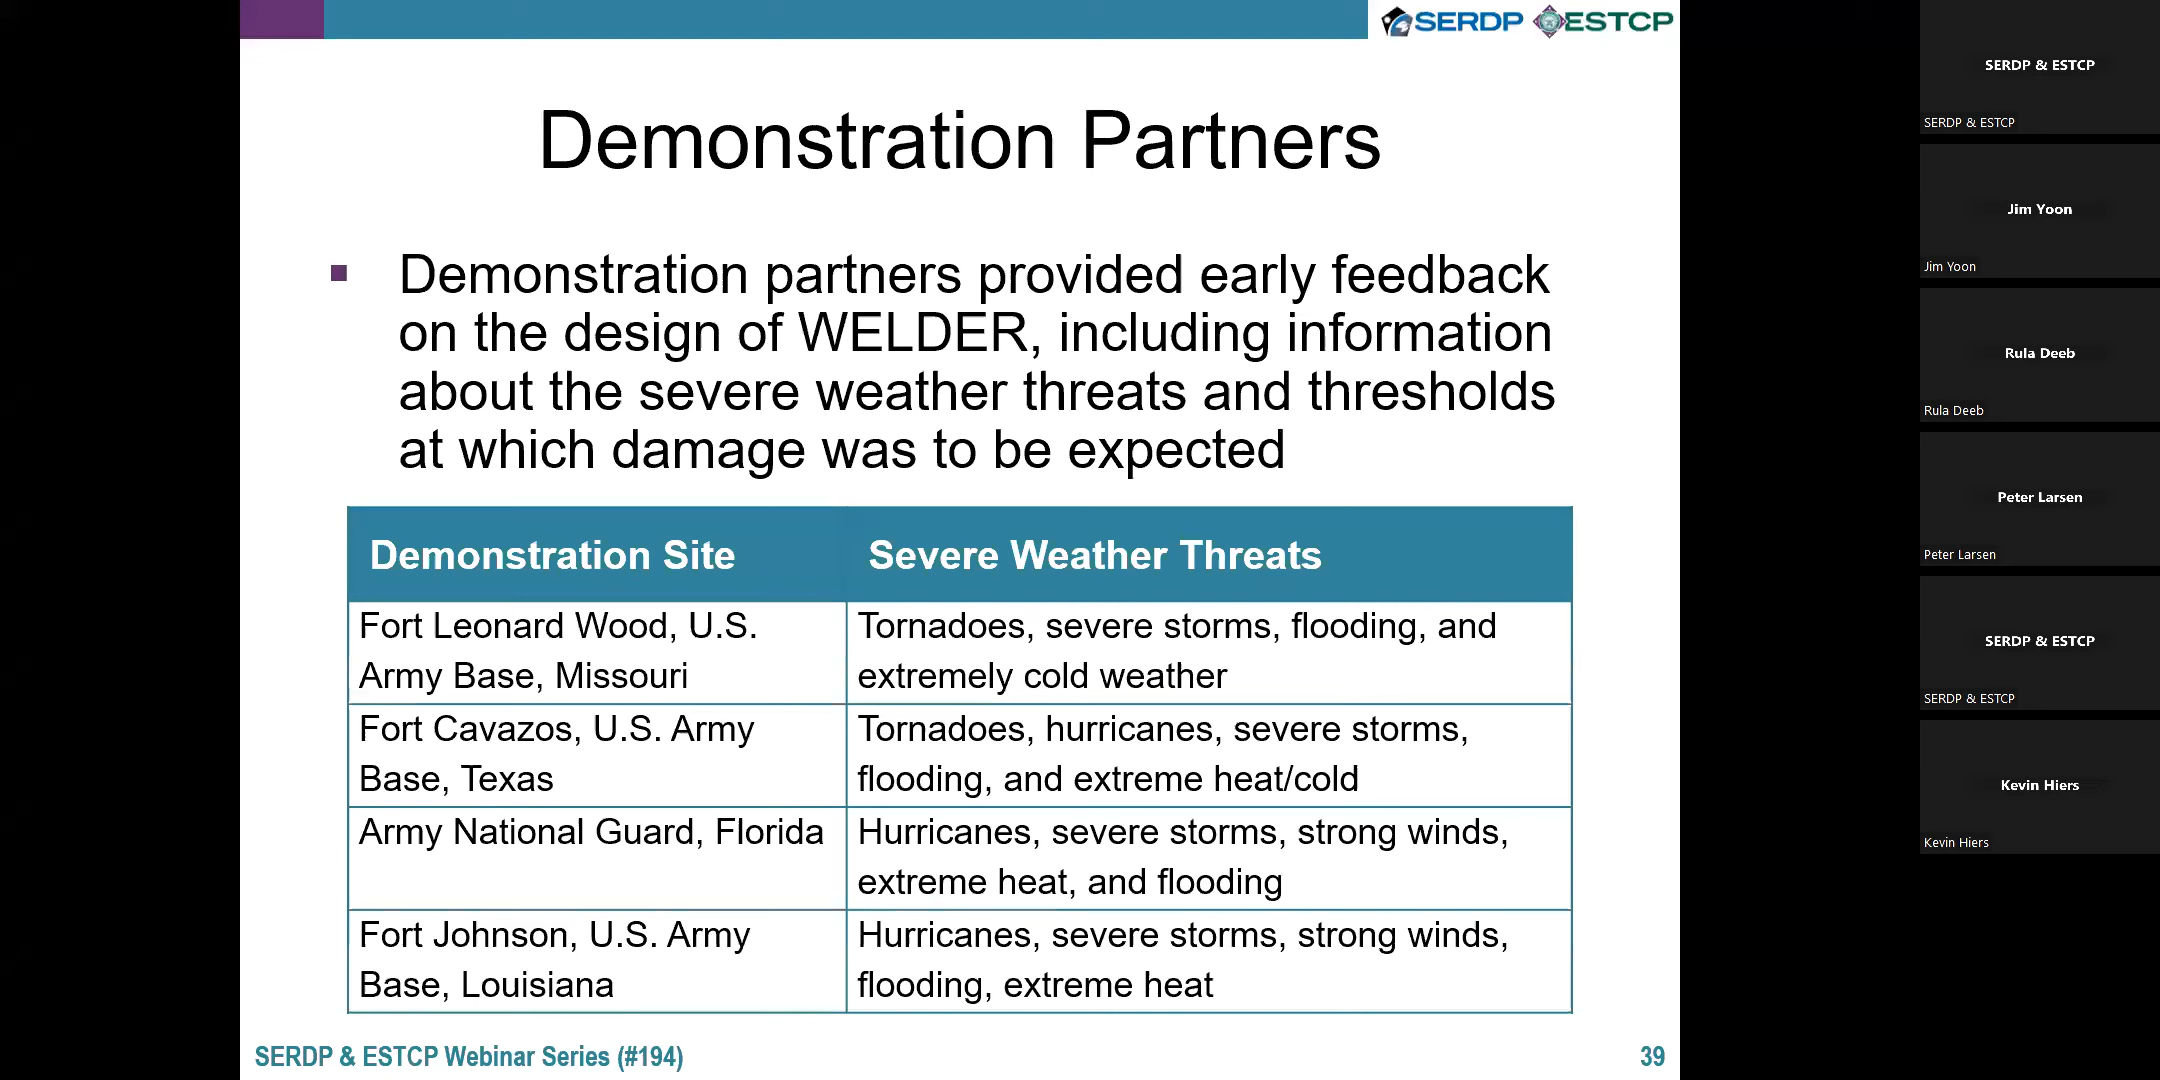 SERDP ESTCP
Demonstration Partners
Demonstration partners provided early feedback
on the design of WELDER, including information
about the severe weather threats and thresholds
at which damage was to be expected
Demonstration Site
Severe Weather Threats
Fort Leonard Wood, U.S.
Army Base, Missouri
Tornadoes, severe storms, flooding, and
extremely cold weather
Fort Cavazos, U.S. Army
Base, Texas
Tornadoes, hurricanes, severe storms,
flooding, and extreme heat/cold
Army National Guard, Florida
Hurricanes, severe storms, strong winds,
extreme heat, and flooding
Fort Johnson, U.S. Army
Base, Louisiana
Hurricanes, severe storms, strong winds,
flooding, extreme heat
SERDP & ESTCP Webinar Series (#194)
39
SERDP & ESTCP
SERDP & ESTCP
Jim Yoon
Jim Yoon
Rula Deeb
Rula Deeb
Peter Larsen
Peter Larsen
SERDP & ESTCP
SERDP & ESTCP
Kevin Hiers
Kevin Hiers